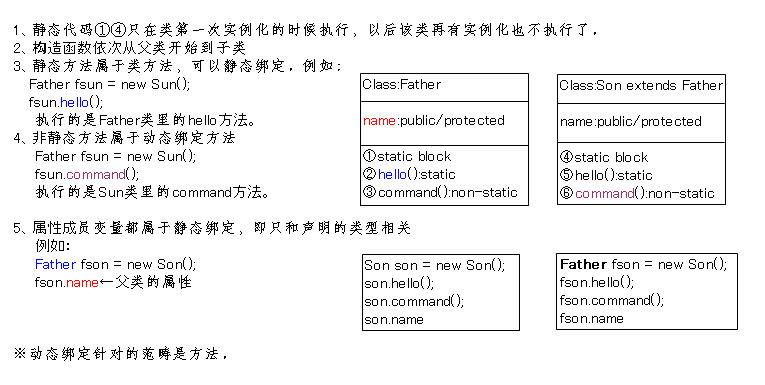 1、静态代码①④只在类第一次实例化的时候执行，以后该类再有实例化也不执行了．
2、构造函数依次从父类开始到子类
3、静态方法属于类方法，可以静态绑定．例如：
Father fsun = new Sun();
fsun.hello();
执行的是Father类里的hello方法。
4、非静态方法属于动态绑定方法
Father fsun = new Sun();
fsun.command();
执行的是Sun类里的command方法。
5、属性成员变量都属于静态绑定，即只和声明的类型相关
例如:
Father fson = new Son();
fson.name←父类的属性
※动态绑定针对的范畴是方法．
Class:Father
name:public/protected
①static block
②hello():static
③command():non-static
Class:Son extends Father
name:public/protected
④static block
⑤hello():static
⑥command():non-static
Son son = new Son();
son.hello();
son.command();
son.name
Father fson = new Son();
fson.hello();
fson.command();
fson.name